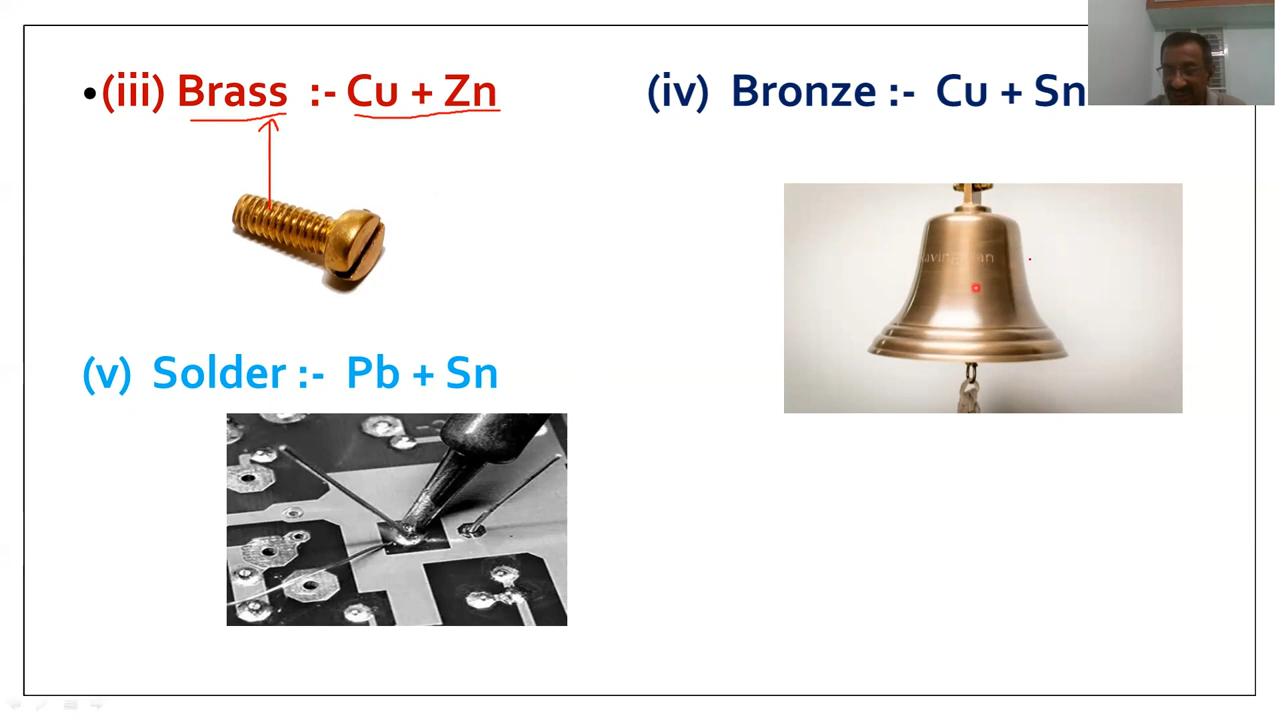 •(iii) Brass :- Cu + Zn
(iv) Bronze :- Cu + Sn
(v) Solder :- Pb + Sn